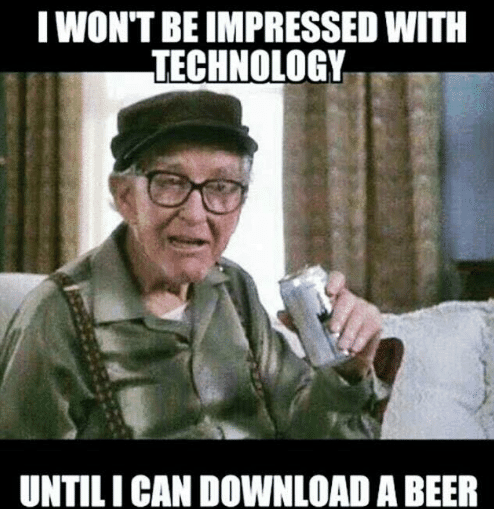 I WON'T BE IMPRESSED WITH
TECHNOLOGY
UNTIL I CAN DOWNLOAD A BEER